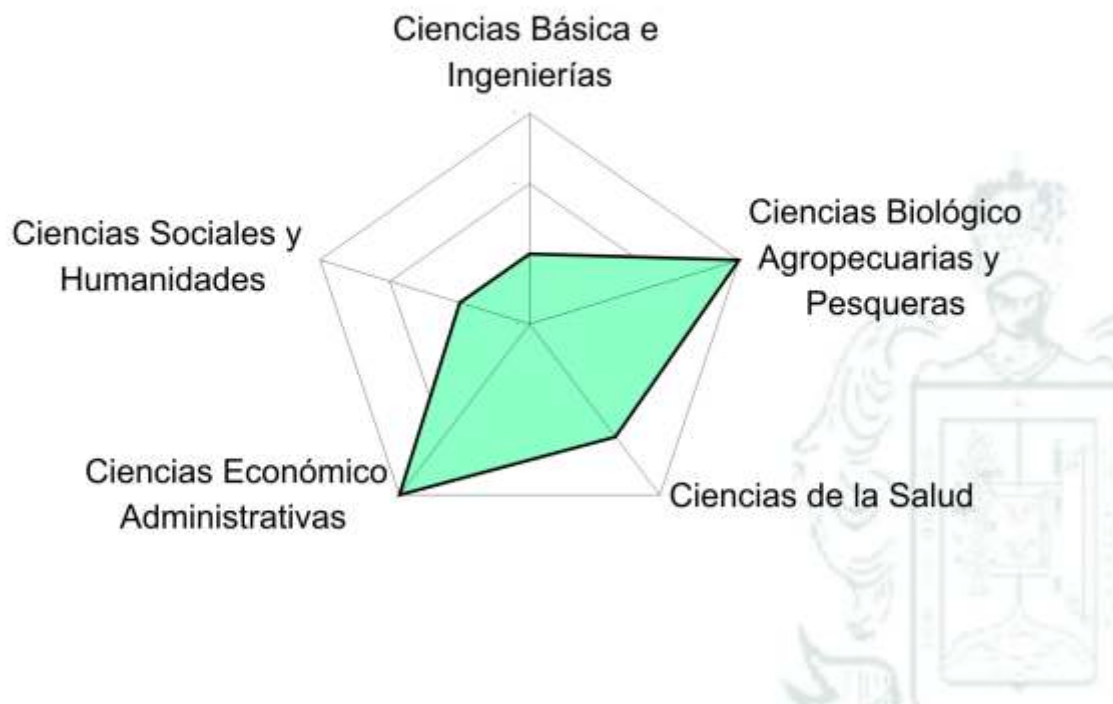 Ciencias Básica e
Ingenierías
Ciencias Biológico
Agropecuarias y
Pesqueras
Ciencias Sociales y
Humanidades
Ciencias Económico
Administrativas
Ciencias de la Salud